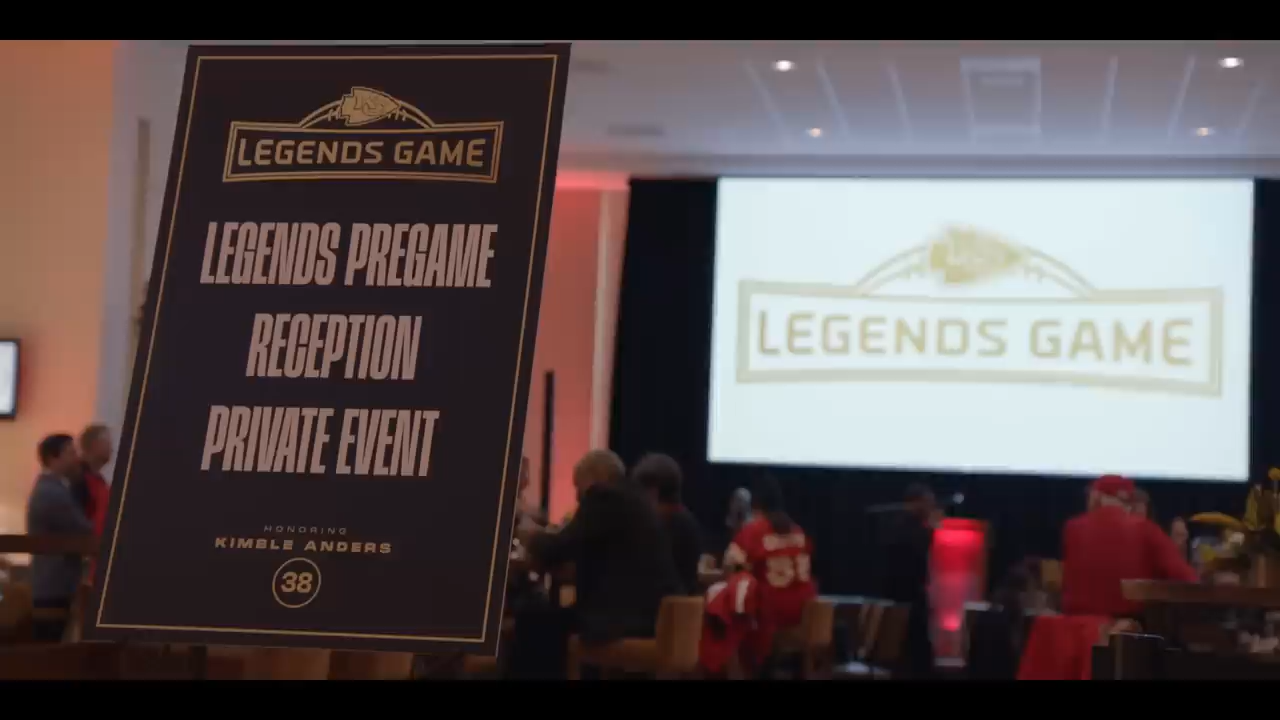 LEGENDS GAME
LEGENDS PREGAME
RECEPTION
PRIVATE EVENT
HONORING
KIMBLE ANDERS
38
LEGENDS GAME